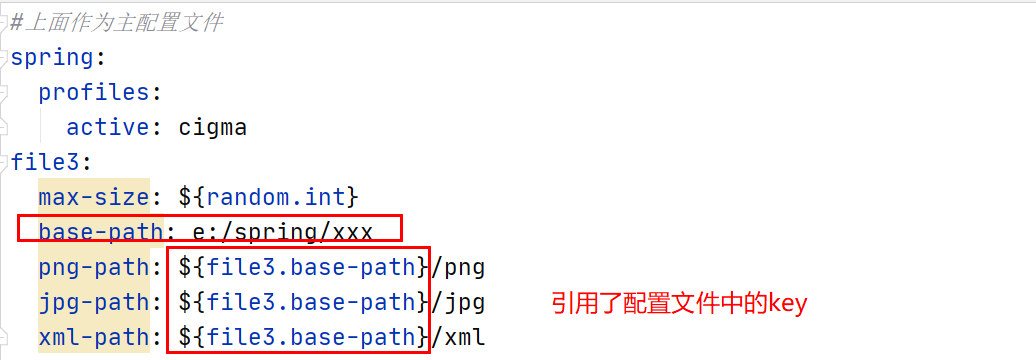 #上面作为主配置文件
spring:
  profiles:
    active: cigma
file3:
  max-size: ${random.int}
  base-path: e:/spring/xxx
  png-path: ${file3.base-path}/png
  jpg-path: ${file3.base-path}/jpg
  xml-path: ${file3.base-path}/xml
引用了配置文件中的key